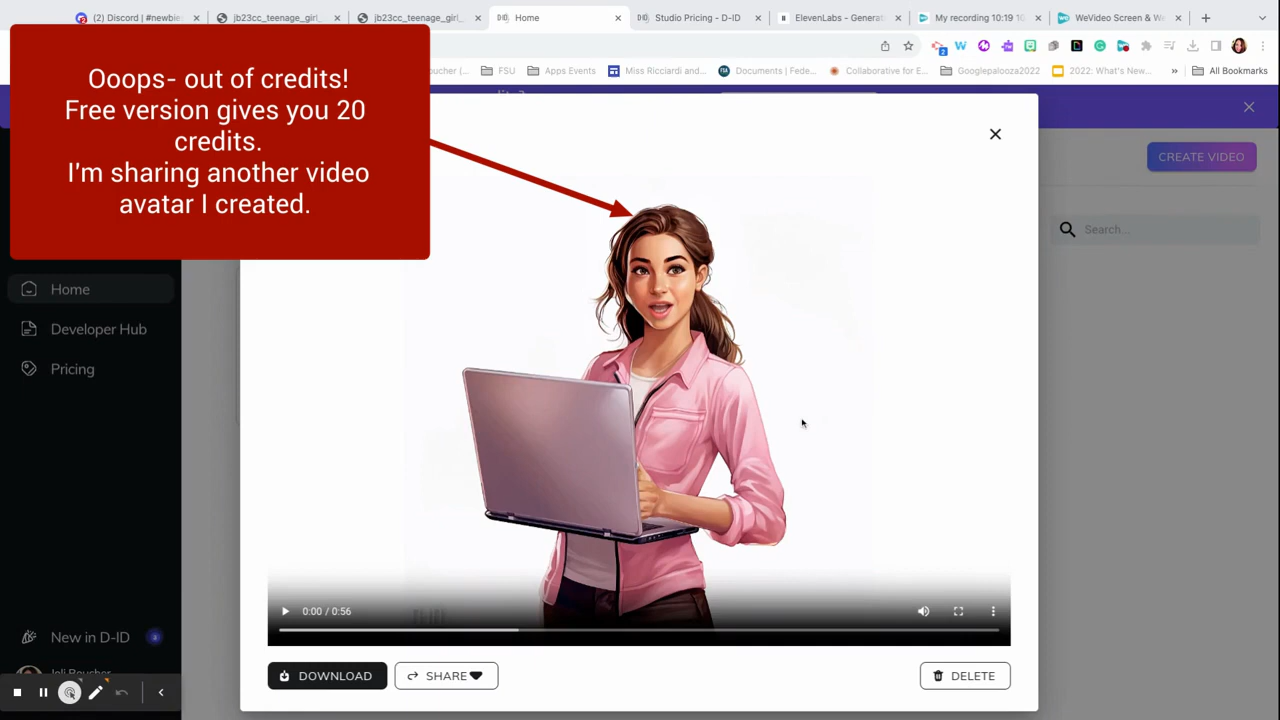 (2) Discord | #newbie
jb23cc_teenage_girl_
jb23cc_teenage_girl_
Home
Studio Pricing - D-ID
ElevenLabs - Generat
My recording 10:19 10
WeVideo Screen & We
FSU
Apps Events
Miss Ricciardi and
Documents | Fede...
Collaborative for E...
Googlepalooza2022
2022: What's New...
All Bookmarks
Ooops- out of credits!
Free version gives you 20
credits.
I'm sharing another video
avatar I created.
CREATE VIDEO
Search...
Home
Developer Hub
Pricing
0:00 / 0:56
New in D-ID
DOWNLOAD
SHARE
DELETE